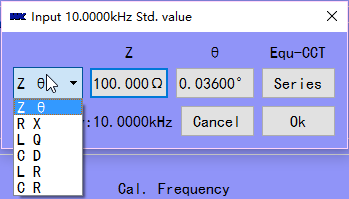 Input 10.0000kHz Std. value
Z θ Equ-CCT
Z θ 100.000Ω 0.03600° Series
Z θ
R X
:10.0000kHz Cancel Ok
L Q
C D
L R
C R
Cal. Frequency